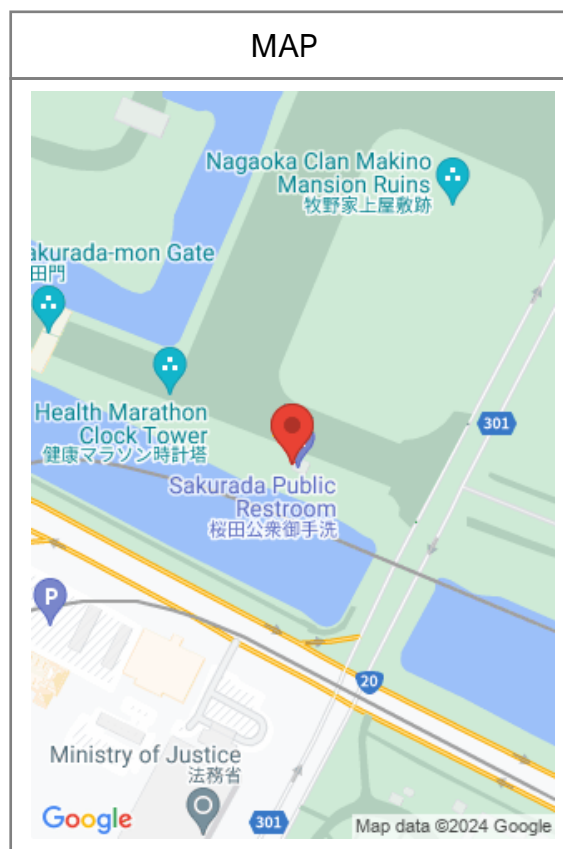 MAP
Nagaoka Clan Makino
Mansion Ruins
牧野家上屋敷跡
akurada-mon Gate
田門
Health Marathon
Clock Tower
健康マラソン時計塔
301
Sakurada Public
Restroom
桜田公衆御手洗
P
20
Ministry of Justice
法務省
Google
301
Map data ©2024 Google